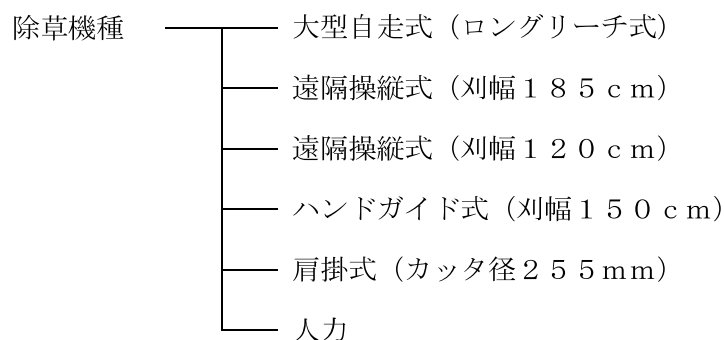 除草機種
大型自走式（ロングリーチ式）
遠隔操縦式（刈幅１８５ｃｍ）
遠隔操縦式（刈幅１２０ｃｍ）
ハンドガイド式（刈幅１５０ｃｍ）
肩掛式（カッタ径２５５ｍｍ）
人力